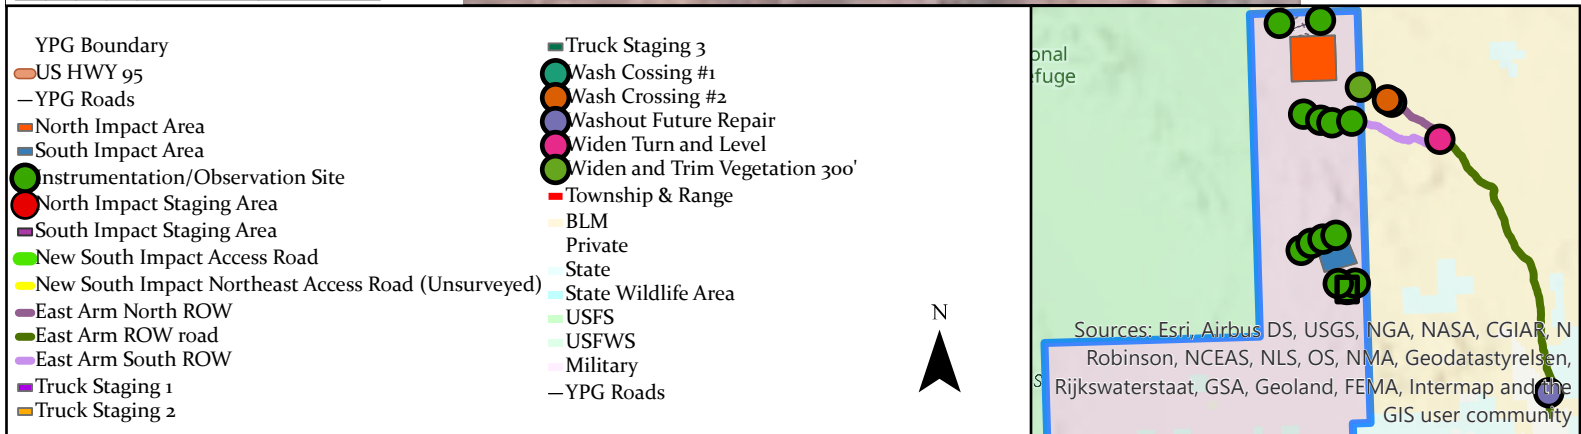 YPG Boundary
US HWY 95
YPG Roads
North Impact Area
South Impact Area
Instrumentation/Observation Site
North Impact Staging Area
South Impact Staging Area
New South Impact Access Road
New South Impact Northeast Access Road (Unsurveyed)
East Arm North ROW
East Arm ROW road
East Arm South ROW
Truck Staging 1
Truck Staging 2
Truck Staging 3
Wash Cossing #1
Wash Crossing #2
Washout Future Repair
Widen Turn and Level
Widen and Trim Vegetation 300'
Township & Range
BLM
Private
State
State Wildlife Area
USFS
USFWS
Military
YPG Roads
N
onal
efuge
Sources: Esri, Airbus DS, USGS, NGA, NASA, CGIAR, N
Robinson, NCEAS, NLS, OS, NMA, Geodatastyrelsen,
Rijkswaterstaat, GSA, Geoland, FEMA, Intermap and the
GIS user community